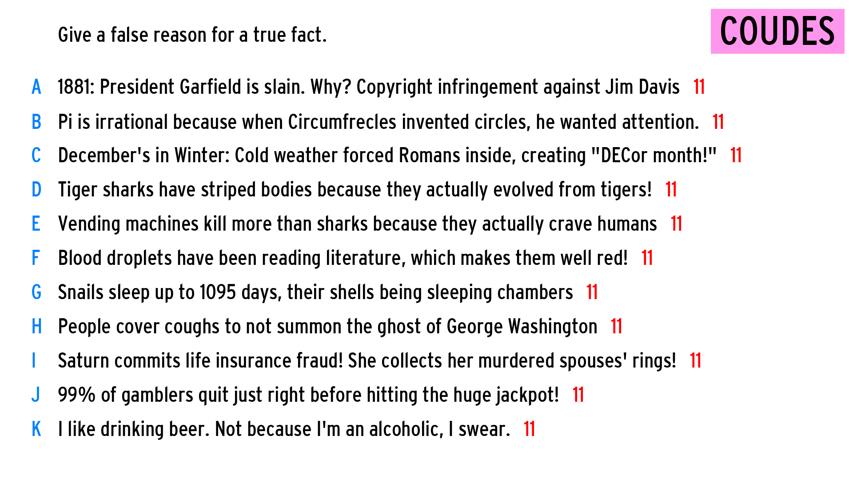 Give a false reason for a true fact.
COUDES
A 1881: President Garfield is slain. Why? Copyright infringement against Jim Davis 11
B Pi is irrational because when Circumfrecles invented circles, he wanted attention. 11
C December's in Winter: Cold weather forced Romans inside, creating "DECor month!" 11
D Tiger sharks have striped bodies because they actually evolved from tigers! 11
E Vending machines kill more than sharks because they actually crave humans 11
F Blood droplets have been reading literature, which makes them well red! 11
G Snails sleep up to 1095 days, their shells being sleeping chambers 11
H People cover coughs to not summon the ghost of George Washington 11
I Saturn commits life insurance fraud! She collects her murdered spouses' rings! 11
J 99% of gamblers quit just right before hitting the huge jackpot! 11
K I like drinking beer. Not because I'm an alcoholic, I swear. 11